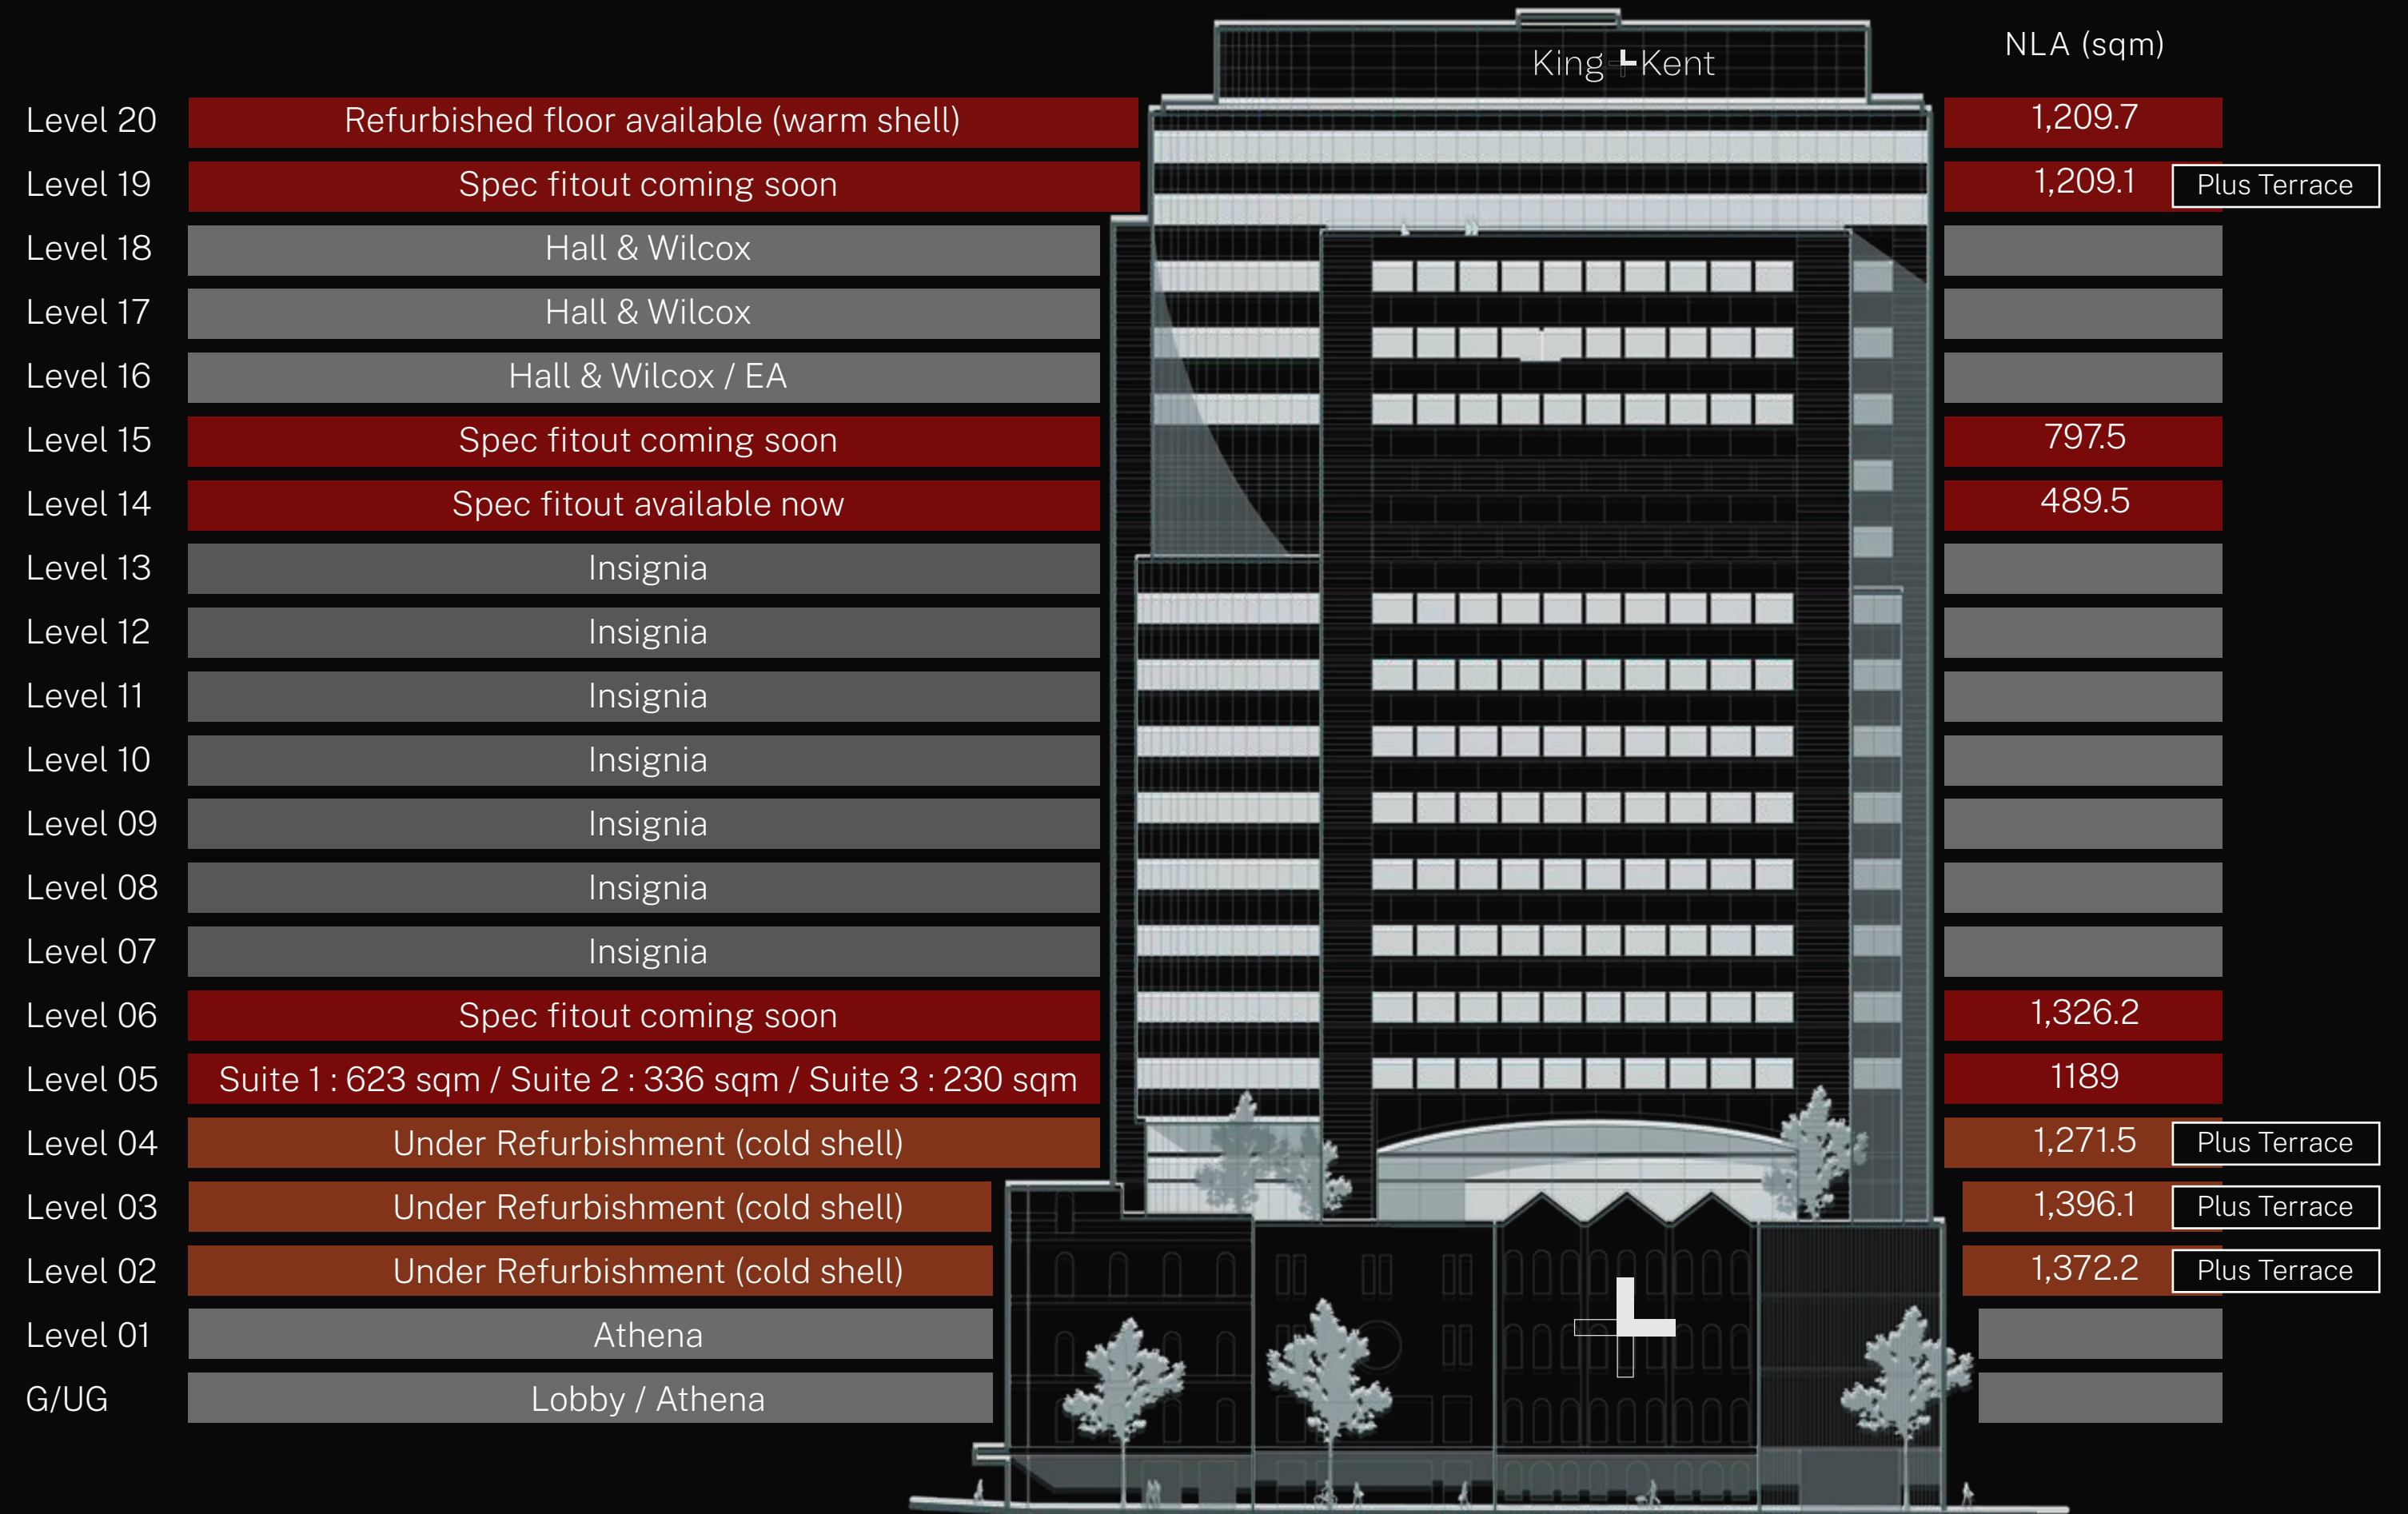 NLA (sqm)
King Kent
Level 20 Refurbished floor available (warm shell) 1,209.7
Level 19 Spec fitout coming soon 1,209.1 Plus Terrace
Level 18 Hall & Wilcox
Level 17 Hall & Wilcox
Level 16 Hall & Wilcox / EA
Level 15 Spec fitout coming soon 797.5
Level 14 Spec fitout available now 489.5
Level 13 Insignia
Level 12 Insignia
Level 11 Insignia
Level 10 Insignia
Level 09 Insignia
Level 08 Insignia
Level 07 Insignia
Level 06 Spec fitout coming soon 1,326.2
Level 05 Suite 1 : 623 sqm / Suite 2 : 336 sqm / Suite 3 : 230 sqm 1189
Level 04 Under Refurbishment (cold shell) 1,271.5 Plus Terrace
Level 03 Under Refurbishment (cold shell) 1,396.1 Plus Terrace
Level 02 Under Refurbishment (cold shell) 1,372.2 Plus Terrace
Level 01 Athena
G/UG Lobby / Athena